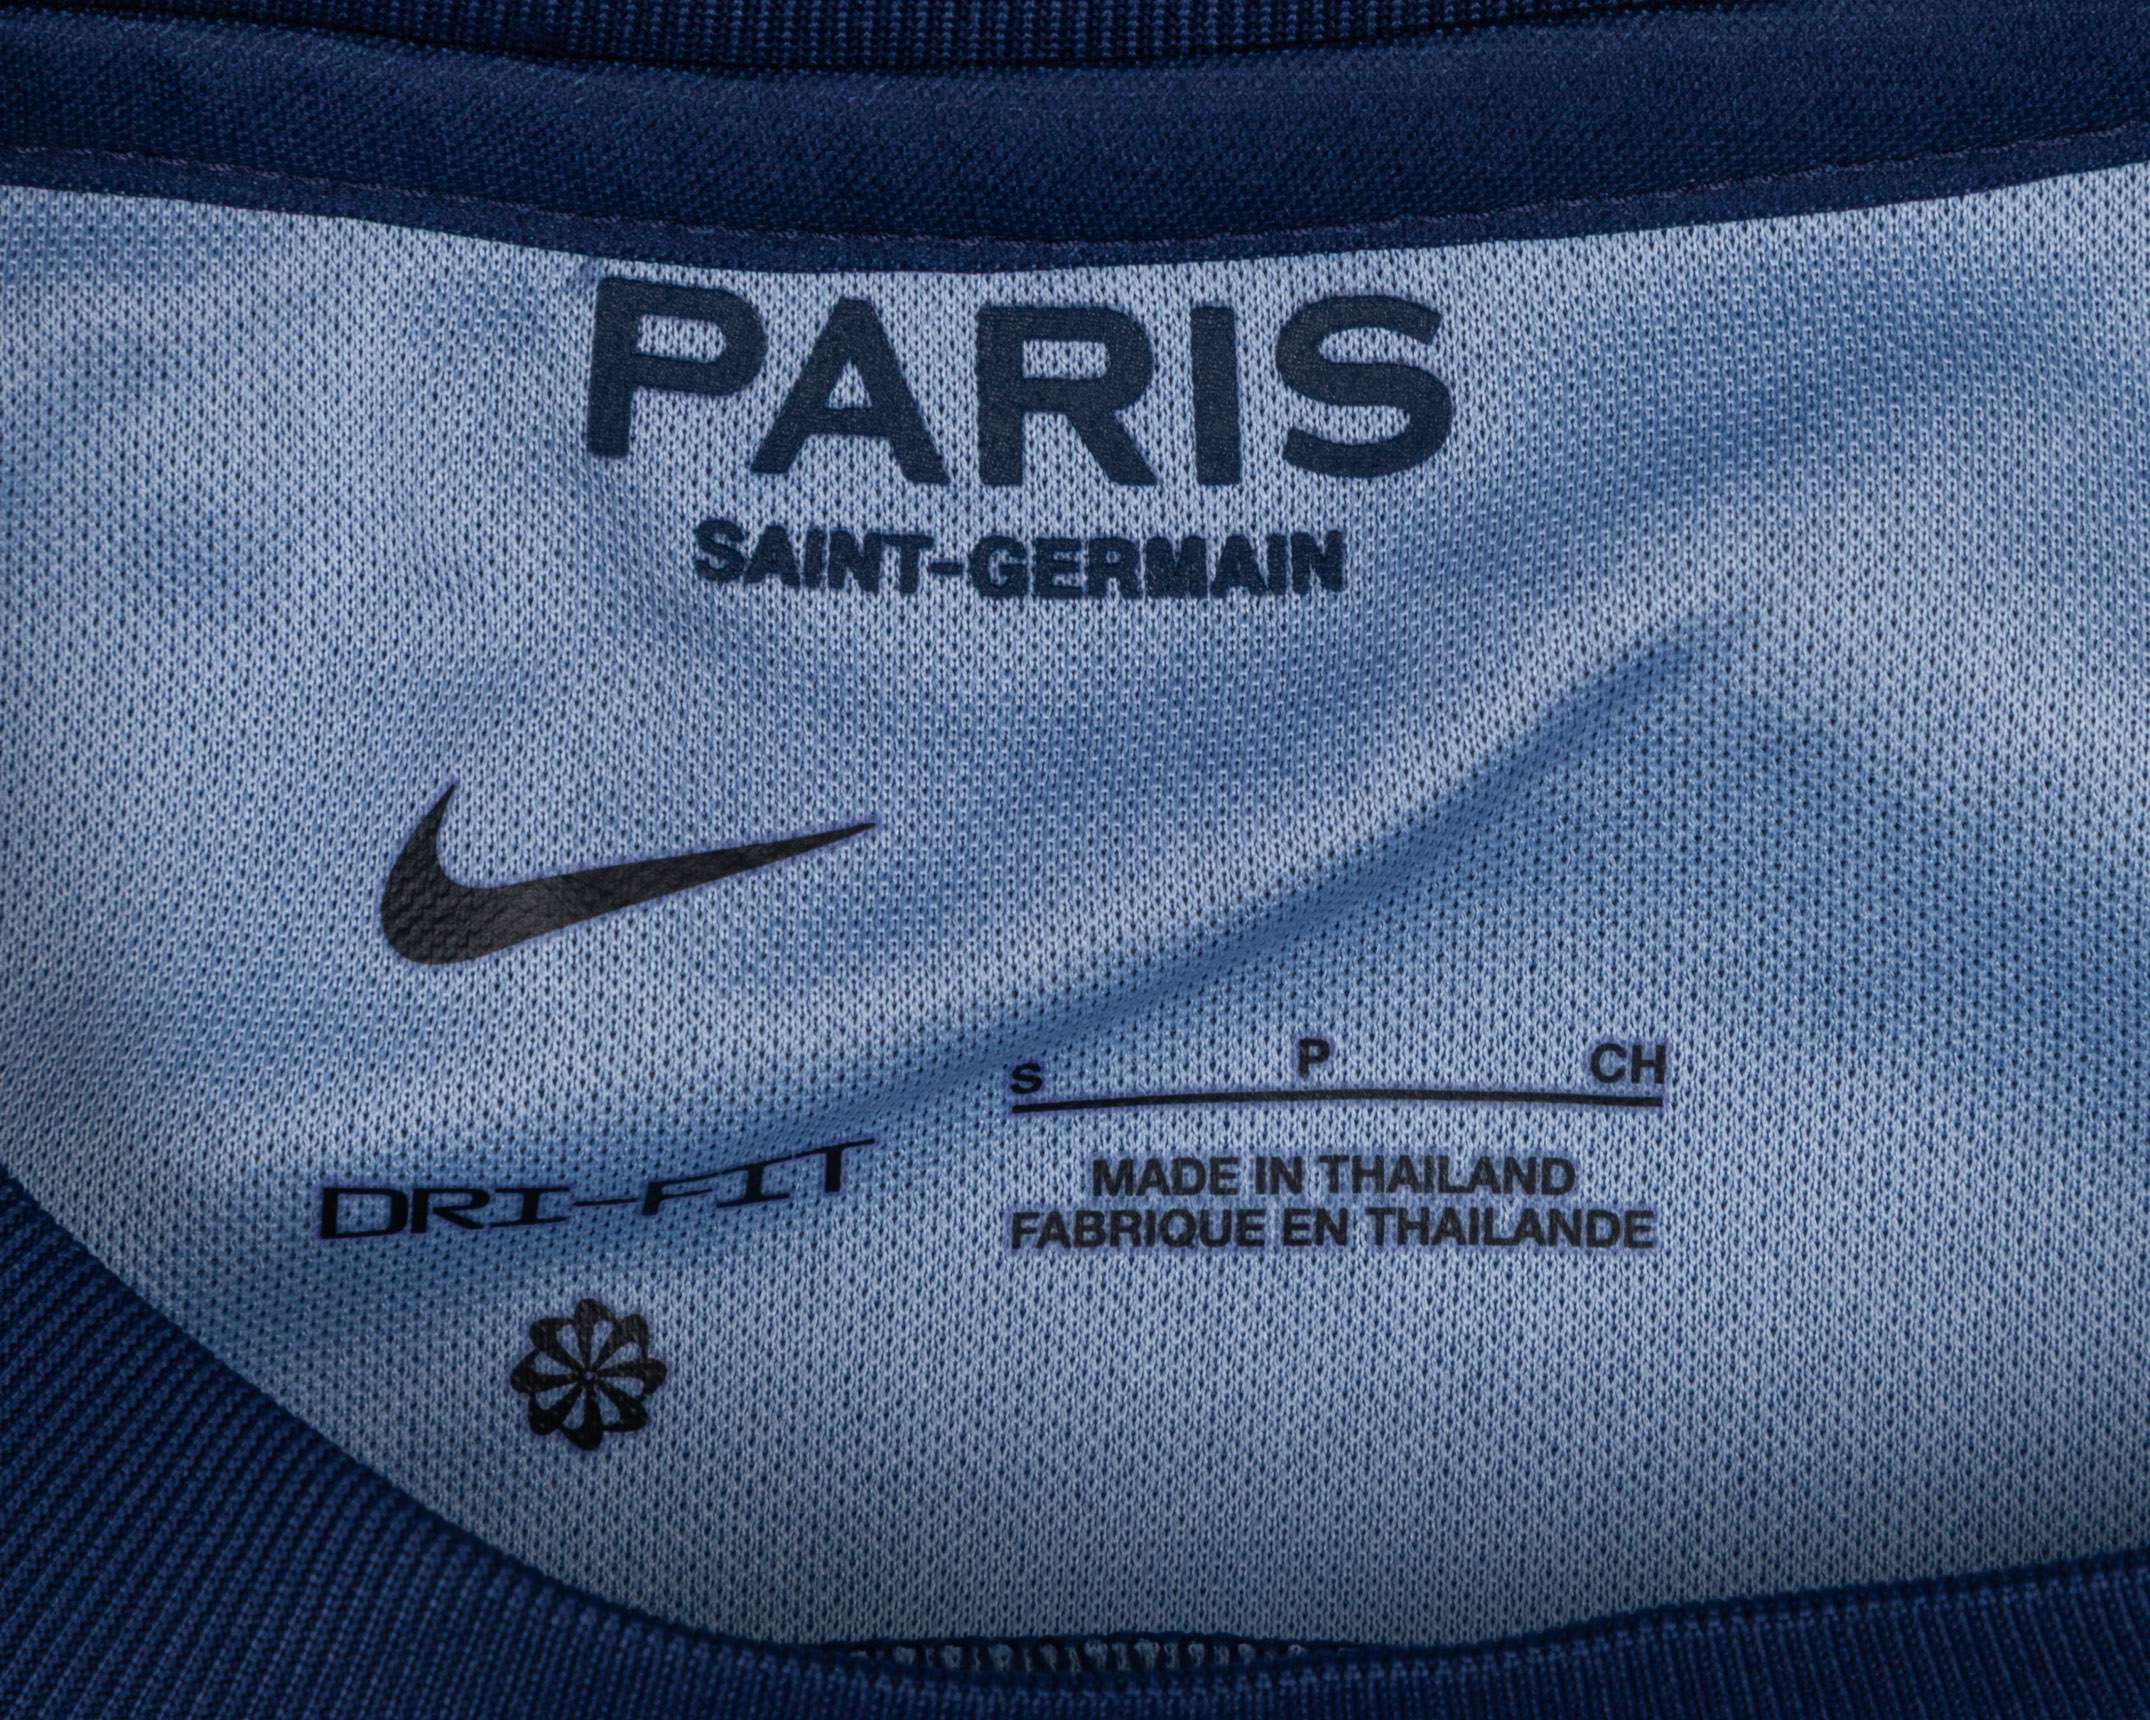 PARIS
SAINT-GERMAIN
S P CH
DRI-FIT
MADE IN THAILAND
FABRIQUE EN THAILANDE